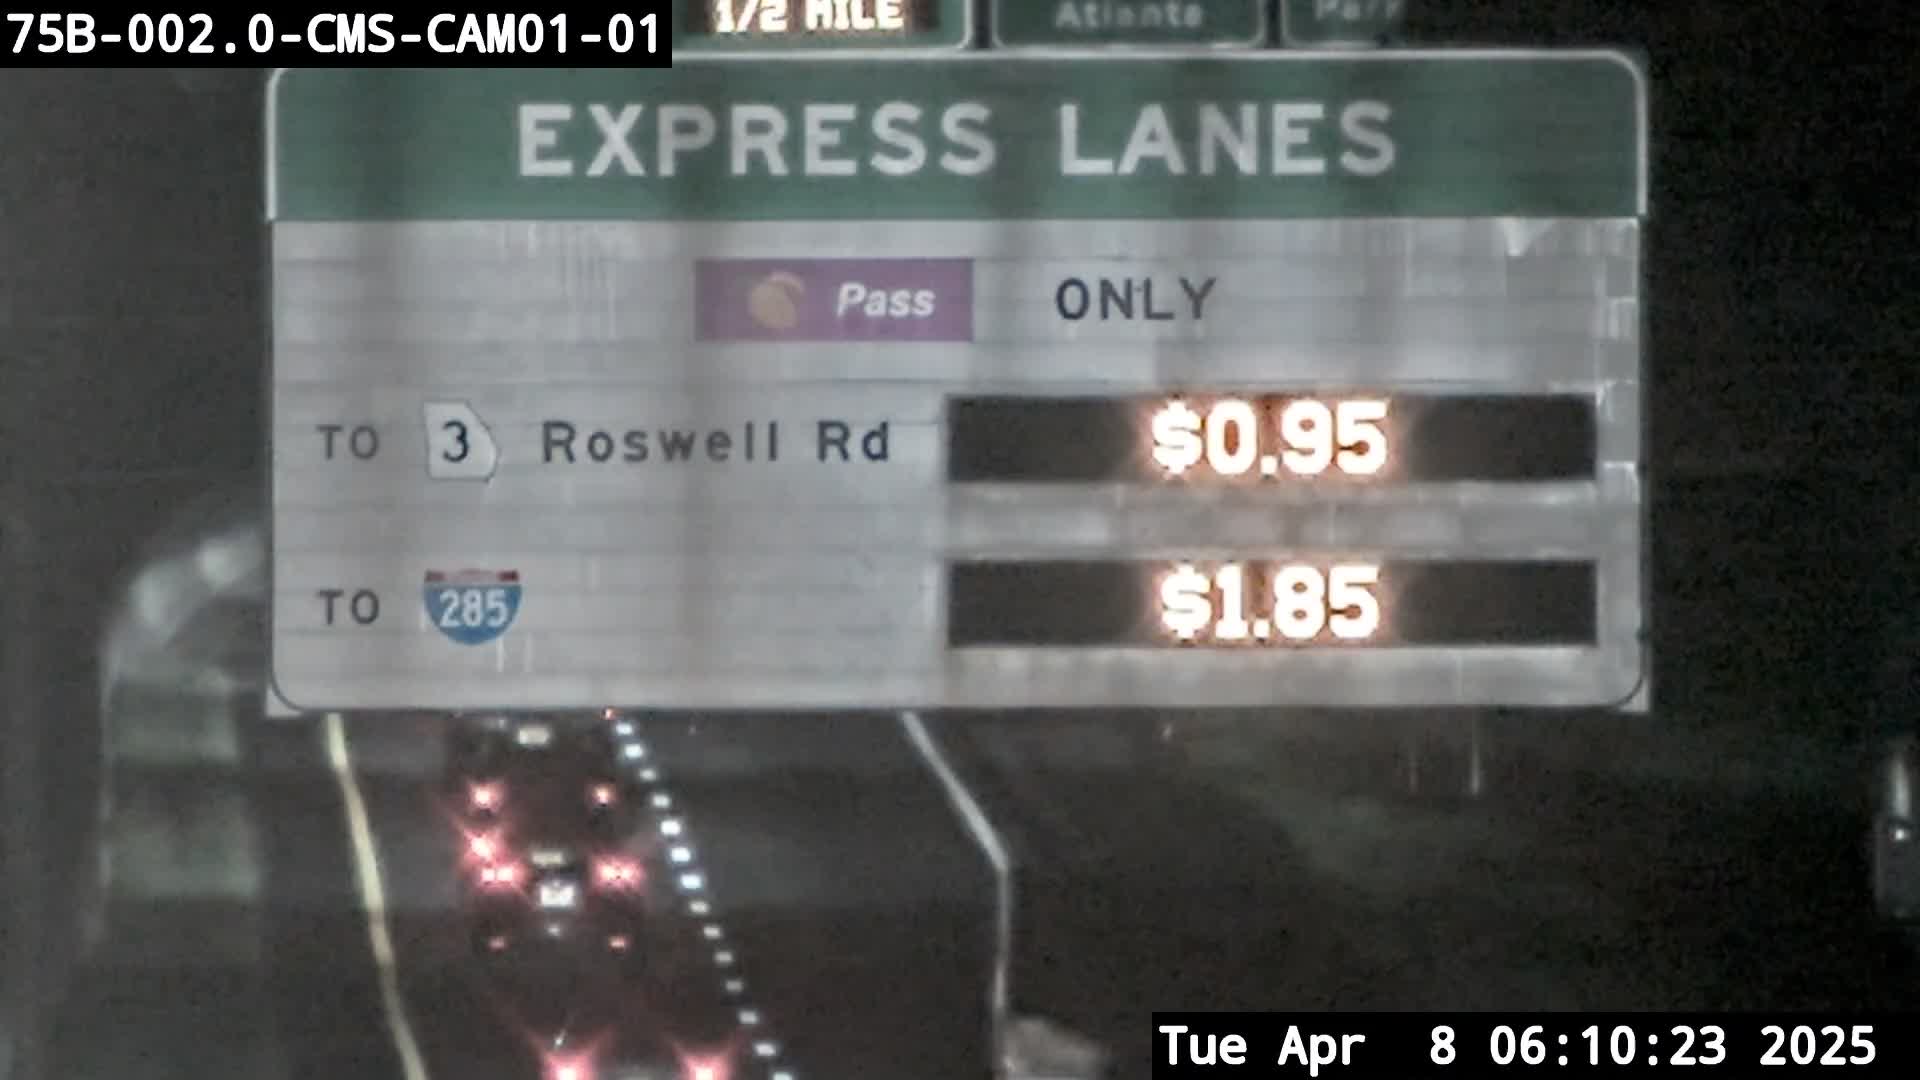 75B-002.0-CMS-CAM01-01
1/2 MILE
Atlanta
Park
EXPRESS LANES
Pass ONLY
TO 3 Roswell Rd $0.95
TO 285 $1.85
Tue Apr 8 06:10:23 2025